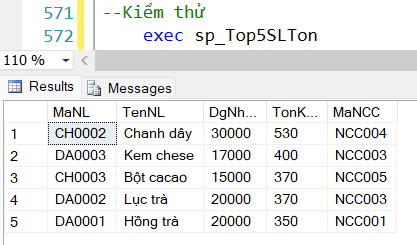 571 --Kiểm thử
572 exec sp_Top5SLTon
110 %
Results Messages
MaNL TenNL DgNh... TonK... MaNCC
1 CH0002 Chanh dây 30000 530 NCC004
2 DA0003 Kem chese 17000 400 NCC003
3 CH0003 Bột cacao 15000 370 NCC005
4 DA0002 Lục trà 20000 370 NCC003
5 DA0001 Hồng trà 20000 350 NCC001